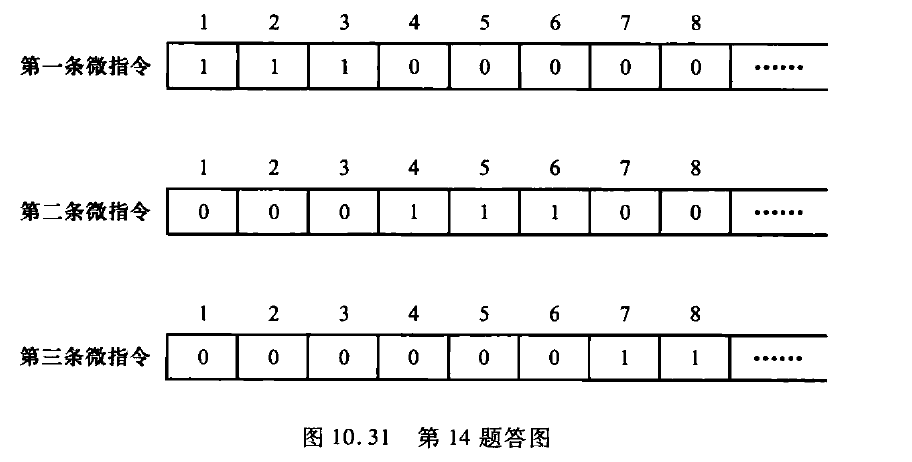 1 2 3 4 5 6 7 8
第一条微指令 1 1 1 0 0 0 0 0 ……
1 2 3 4 5 6 7 8
第二条微指令 0 0 0 1 1 1 0 0 ……
1 2 3 4 5 6 7 8
第三条微指令 0 0 0 0 0 0 1 1 ……
图 10.31 第 14 题答图